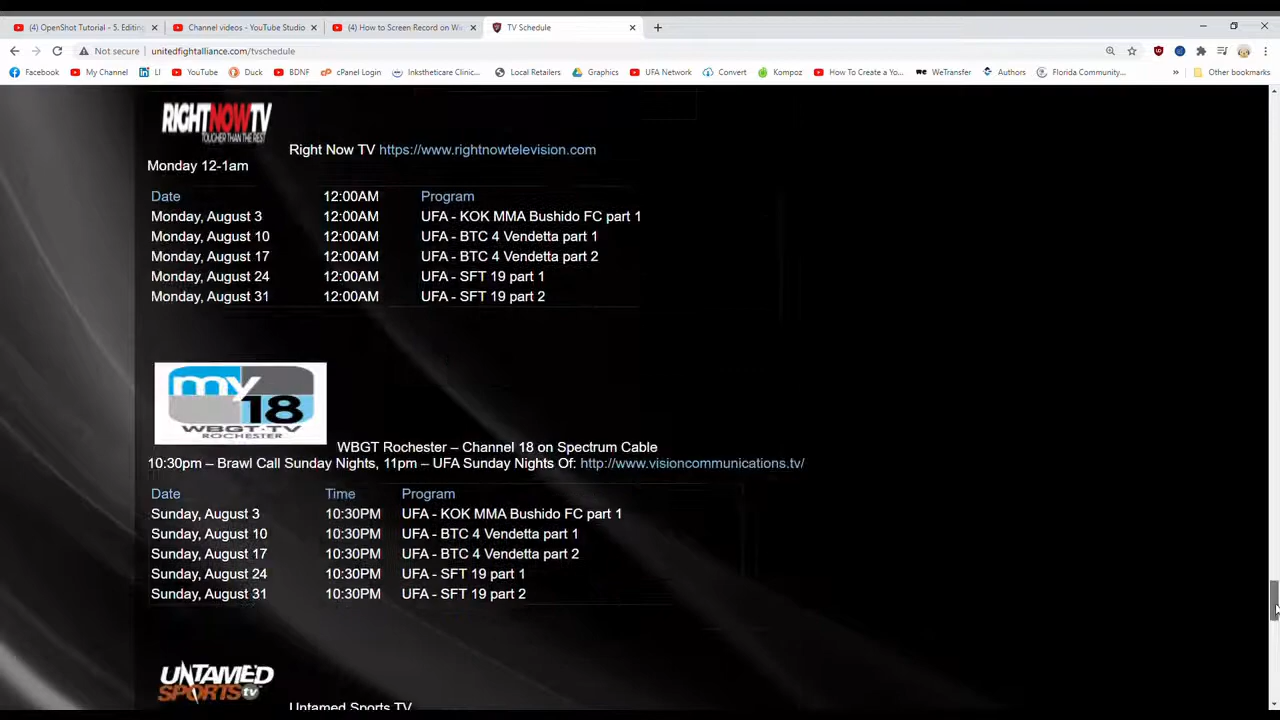 (4) OpenShot Tutorial - 5. Editing
Channel videos - YouTube Studio
(4) How to Screen Record on Wi
TV Schedule
Not secure unitedfightalliance.com/tvschedule
Facebook My Channel LI YouTube Duck BDNF cPanel Login Inkstheticare Clinic... Local Retailers Graphics UFA Network Convert Kompoz How To Create a Yo... WeTransfer Authors Florida Community... » Other bookmarks
RIGHTNOWTV
TOUGHER THAN THE REST
Right Now TV https://www.rightnowtelevision.com
Monday 12-1am
Date 12:00AM Program
Monday, August 3 12:00AM UFA - KOK MMA Bushido FC part 1
Monday, August 10 12:00AM UFA - BTC 4 Vendetta part 1
Monday, August 17 12:00AM UFA - BTC 4 Vendetta part 2
Monday, August 24 12:00AM UFA - SFT 19 part 1
Monday, August 31 12:00AM UFA - SFT 19 part 2
my
18
WBGT·TV
ROCHESTER
WBGT Rochester – Channel 18 on Spectrum Cable
10:30pm – Brawl Call Sunday Nights, 11pm – UFA Sunday Nights Of: http://www.visioncommunications.tv/
Date Time Program
Sunday, August 3 10:30PM UFA - KOK MMA Bushido FC part 1
Sunday, August 10 10:30PM UFA - BTC 4 Vendetta part 1
Sunday, August 17 10:30PM UFA - BTC 4 Vendetta part 2
Sunday, August 24 10:30PM UFA - SFT 19 part 1
Sunday, August 31 10:30PM UFA - SFT 19 part 2
UNTAMED
SPORTS tv
Untamed Sports TV